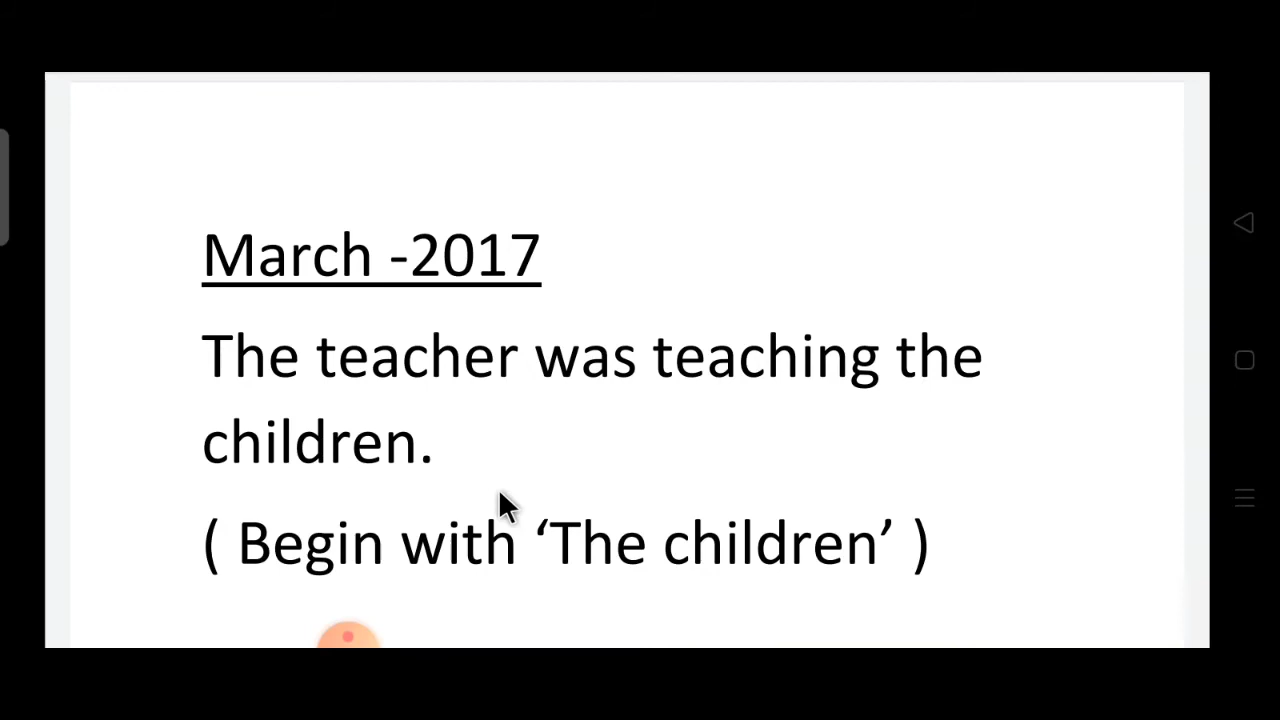 March -2017
The teacher was teaching the
children.
( Begin with ‘The children’ )